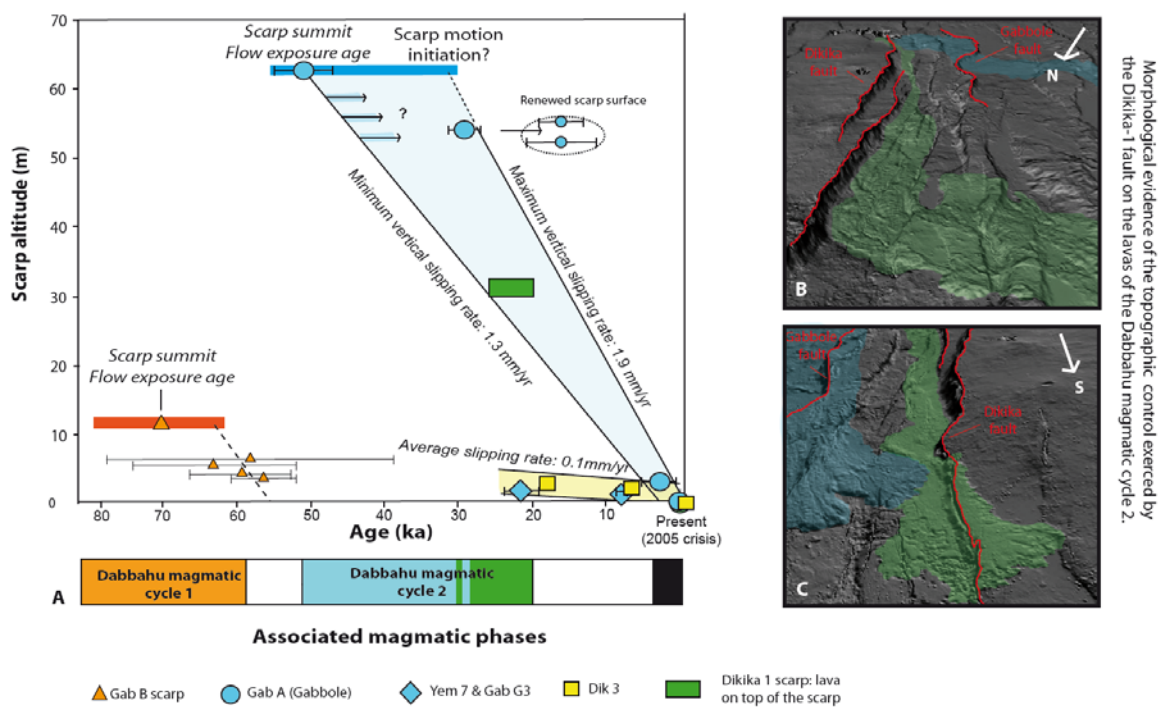 70
60
50
40
30
20
10
0
Scarp altitude (m)
Scarp summit
Flow exposure age
Scarp motion
initiation?
?
Renewed scarp surface
Minimum vertical slipping rate: 1.3 mm/yr
Maximum vertical slipping rate: 1.9 mm/yr
Scarp summit
Flow exposure age
Average slipping rate: 0.1mm/yr
80
70
60
50
40
30
20
10
Age (ka)
Present
(2005 crisis)
A
Dabbahu magmatic
cycle 1
Dabbahu magmatic
cycle 2
Associated magmatic phases
Gab B scarp
Gab A (Gabbole)
Yem 7 & Gab G3
Dik 3
Dikika 1 scarp: lava
on top of the scarp
Dikika
fault
Gabbole
fault
N
B
Gabbole
fault
S
Dikika
fault
C
Morphological evidence of the topographic control exerced by
the Dikika-1 fault on the lavas of the Dabbahu magmatic cycle 2.